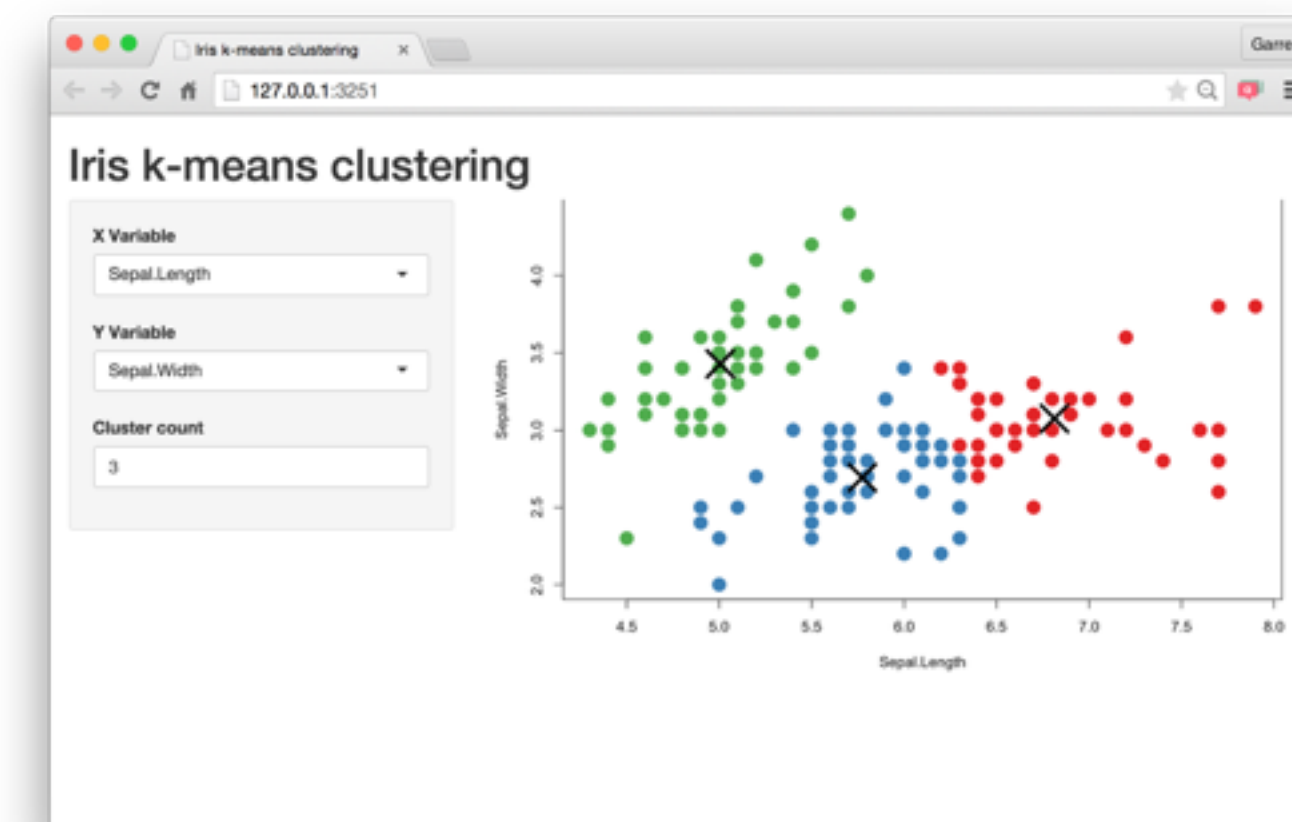 Iris k-means clustering ×
Garre
127.0.0.1:3251
Iris k-means clustering
X Variable
Sepal.Length
Y Variable
Sepal.Width
Cluster count
3
Sepal.Width
4.0
3.5
3.0
2.5
2.0
4.5 5.0 5.5 6.0 6.5 7.0 7.5 8.0
Sepal.Length